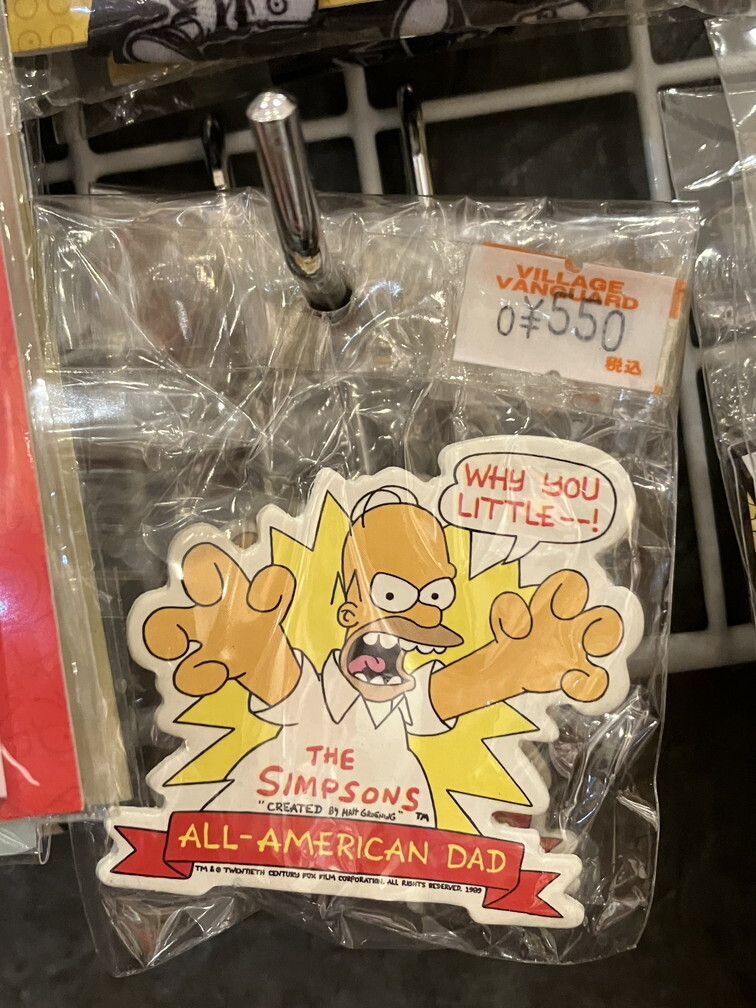 VILLAGE
VANGUARD
0¥550
税込
WHY YOU
LITTLE--!
THE
SIMPSONS TM
"CREATED BY MATT GROENING"
ALL-AMERICAN DAD
TM & © TWENTIETH CENTURY FOX FILM CORPORATION. ALL RIGHTS RESERVED. 1989